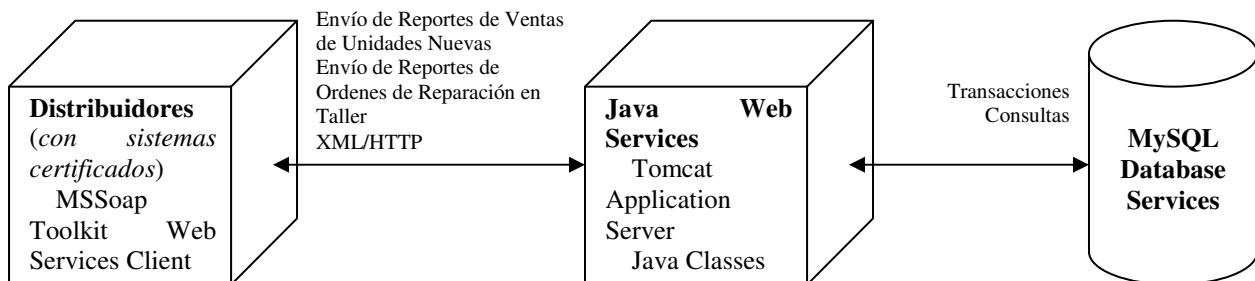 Envío de Reportes de Ventas
de Unidades Nuevas
Envío de Reportes de
Ordenes de Reparación en
Taller
XML/HTTP
Distribuidores
(con sistemas
certificados)
MSSoap
Toolkit Web
Services Client
Java Web
Services
Tomcat
Application
Server
Java Classes
Transacciones
Consultas
MySQL
Database
Services